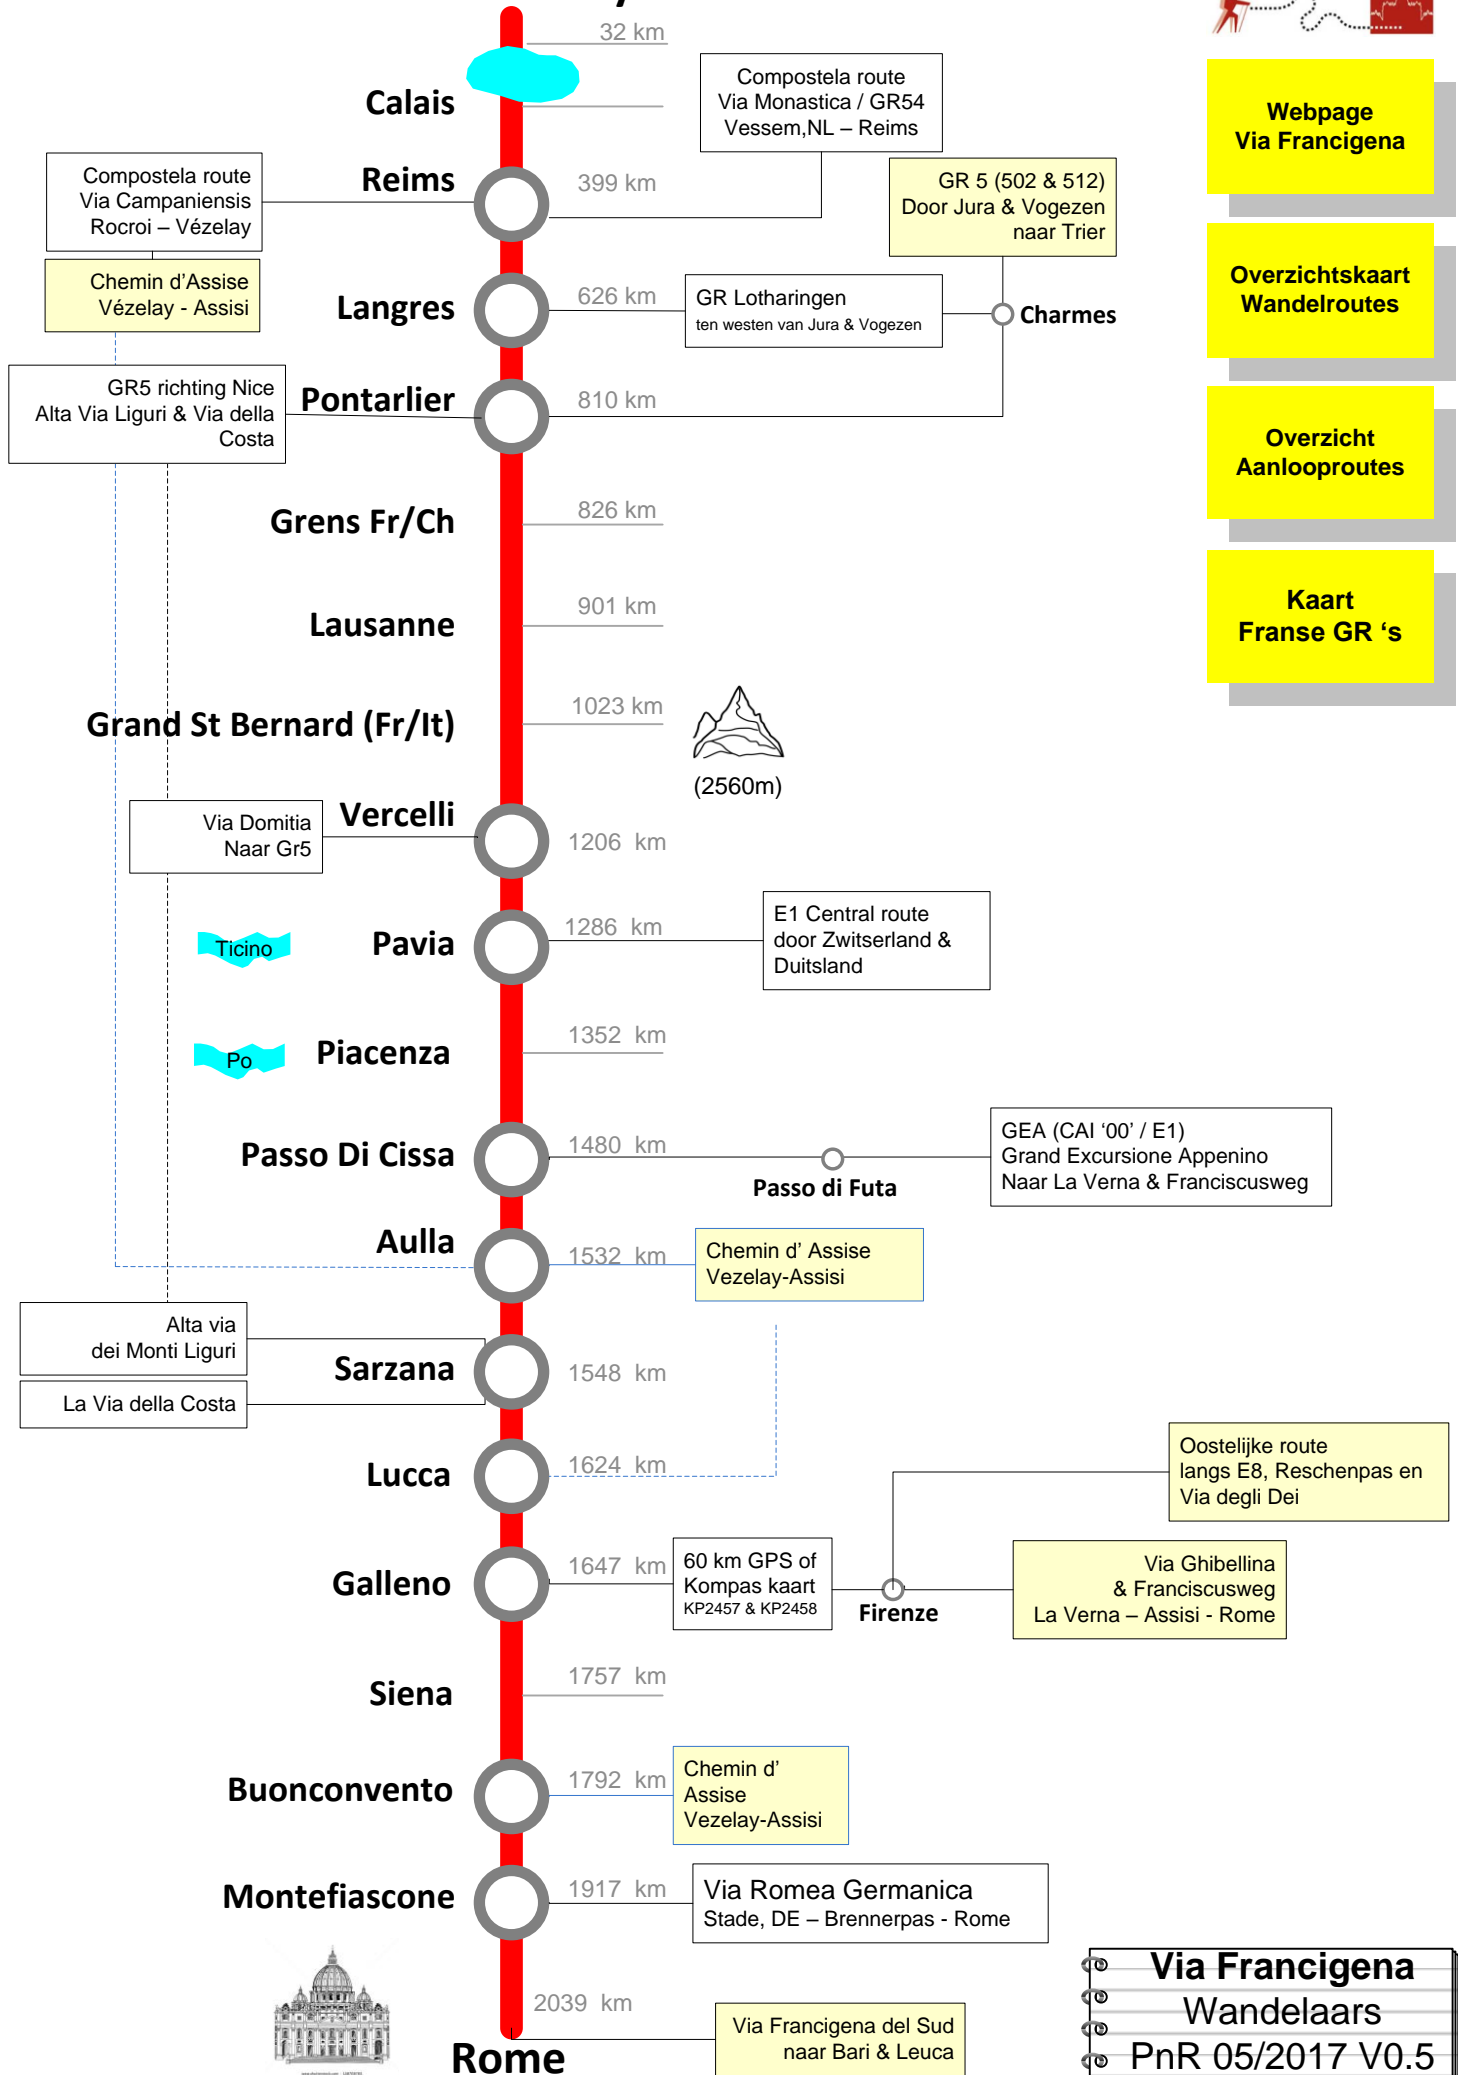 32 km
Calais
Compostela route
Via Monastica / GR54
Vessem,NL – Reims
Webpage
Via Francigena
Compostela route
Via Campaniensis
Rocroi – Vézelay
Reims
399 km
GR 5 (502 & 512)
Door Jura & Vogezen
naar Trier
Chemin d'Assise
Vézelay - Assisi
Langres
626 km
GR Lotharingen
ten westen van Jura & Vogezen
Charmes
Overzichtskaart
Wandelroutes
GR5 richting Nice
Alta Via Liguri & Via della
Costa
Pontarlier
810 km
Overzicht
Aanlooproutes
Grens Fr/Ch
826 km
Lausanne
901 km
Kaart
Franse GR ‘s
Grand St Bernard (Fr/It)
1023 km
(2560m)
Via Domitia
Naar Gr5
Vercelli
1206 km
Ticino
Pavia
1286 km
E1 Central route
door Zwitserland &
Duitsland
Po
Piacenza
1352 km
Passo Di Cissa
1480 km
Passo di Futa
GEA (CAI ‘00’ / E1)
Grand Excursione Appenino
Naar La Verna & Franciscusweg
Aulla
1532 km
Chemin d’ Assise
Vezelay-Assisi
Alta via
dei Monti Liguri
Sarzana
1548 km
La Via della Costa
Lucca
1624 km
Oostelijke route
langs E8, Reschenpas en
Via degli Dei
Galleno
1647 km
60 km GPS of
Kompas kaart
KP2457 & KP2458
Firenze
Via Ghibellina
& Franciscusweg
La Verna – Assisi - Rome
Siena
1757 km
Buonconvento
1792 km
Chemin d’
Assise
Vezelay-Assisi
Montefiascone
1917 km
Via Romea Germanica
Stade, DE – Brennerpas - Rome
2039 km
Rome
Via Francigena del Sud
naar Bari & Leuca
Via Francigena
Wandelaars
PnR 05/2017 V0.5